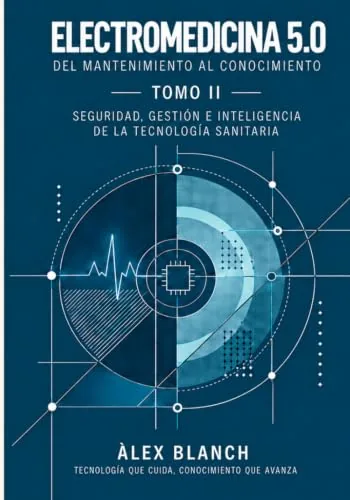 ELECTROMEDICINA 5.0
DEL MANTENIMIENTO AL CONOCIMIENTO
TOMO II
SEGURIDAD, GESTIÓN E INTELIGENCIA
DE LA TECNOLOGÍA SANITARIA
ÀLEX BLANCH
TECNOLOGÍA QUE CUIDA, CONOCIMIENTO QUE AVANZA